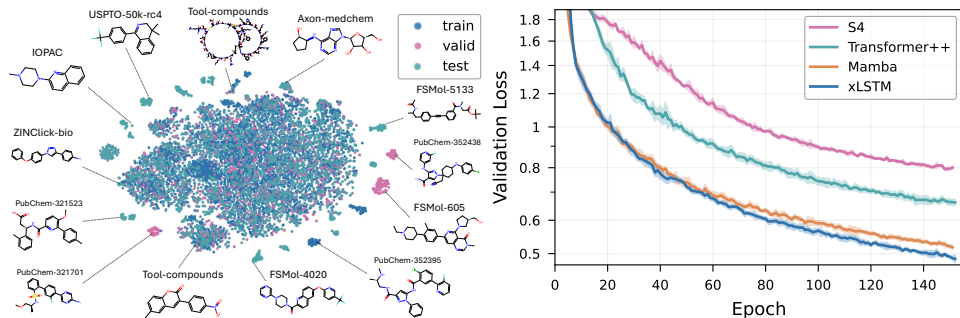 USPTO-50k-rc4
Tool-compounds
Axon-medchem
IOPAC
train
valid
test
FSMol-5133
ZINClick-bio
PubChem-352438
PubChem-321523
FSMol-605
PubChem-321701
Tool-compounds
FSMol-4020
PubChem-352395
Validation Loss
1.8
1.6
1.4
1.2
1
0.8
0.6
0.5
S4
Transformer++
Mamba
xLSTM
0 20 40 60 80 100 120 140
Epoch